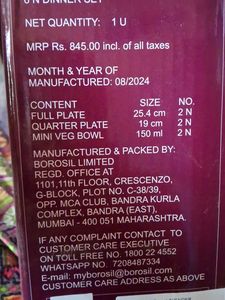 6 N DINNER SET
NET QUANTITY: 1 U
MRP Rs. 845.00 incl. of all taxes
MONTH & YEAR OF
MANUFACTURED: 08/2024
CONTENT SIZE NO.
FULL PLATE 25.4 cm 2 N
QUARTER PLATE 19 cm 2 N
MINI VEG BOWL 150 ml 2 N
MANUFACTURED & PACKED BY:
BOROSIL LIMITED
REGD. OFFICE AT
1101,11th FLOOR, CRESCENZO,
G-BLOCK, PLOT NO. C-38/39,
OPP. MCA CLUB, BANDRA KURLA
COMPLEX, BANDRA (EAST),
MUMBAI - 400 051 MAHARASHTRA.
IF ANY COMPLAINT CONTACT TO
CUSTOMER CARE EXECUTIVE
ON TOLL FREE NO. 1800 22 4552
WHATSAPP NO. 7208487334
E-mail: myborosil@borosil.com
CUSTOMER CARE ADDRESS AS ABOVE